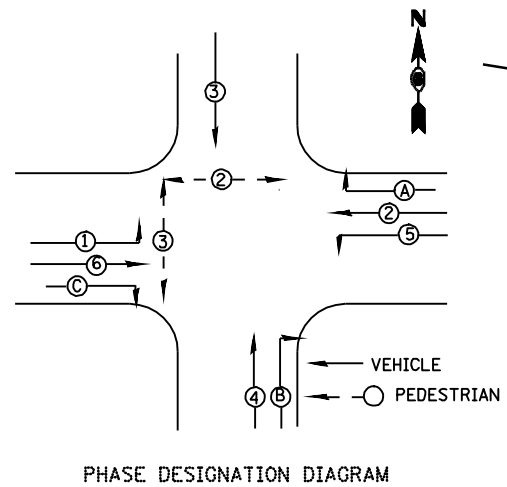 N
3
2
A
2
1
3
5
6
C
VEHICLE
4
B
PEDESTRIAN
PHASE DESIGNATION DIAGRAM